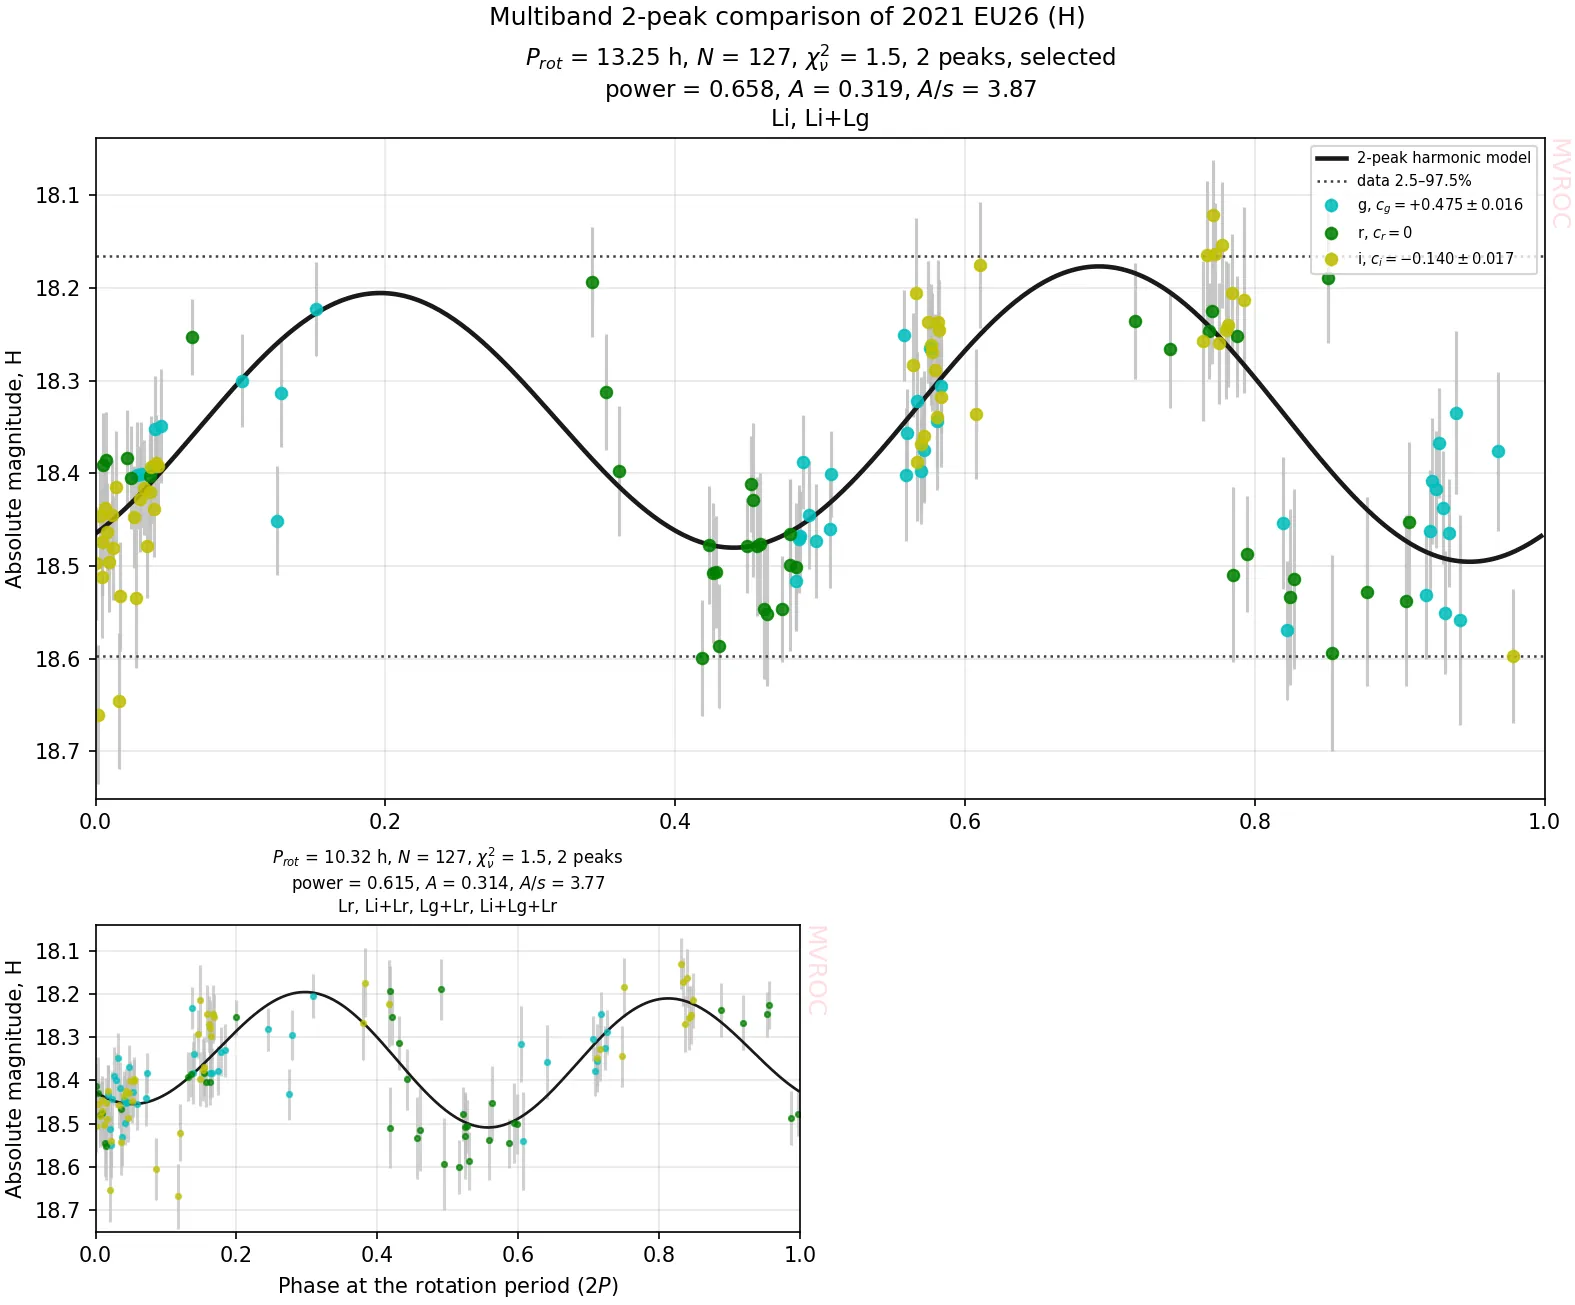 Multiband 2-peak comparison of 2021 EU26 (H)
P_rot = 13.25 h, N = 127, χ²_ν = 1.5, 2 peaks, selected
power = 0.658, A = 0.319, A/s = 3.87
Li, Li+Lg
2-peak harmonic model
data 2.5–97.5%
g, c_g = +0.475 ± 0.016
r, c_r = 0
i, c_i = −0.140 ± 0.017
MVROC
Absolute magnitude, H
18.1
18.2
18.3
18.4
18.5
18.6
18.7
0.0 0.2 0.4 0.6 0.8 1.0
P_rot = 10.32 h, N = 127, χ²_ν = 1.5, 2 peaks
power = 0.615, A = 0.314, A/s = 3.77
Lr, Li+Lr, Lg+Lr, Li+Lg+Lr
MVROC
Absolute magnitude, H
18.1
18.2
18.3
18.4
18.5
18.6
18.7
0.0 0.2 0.4 0.6 0.8 1.0
Phase at the rotation period (2P)